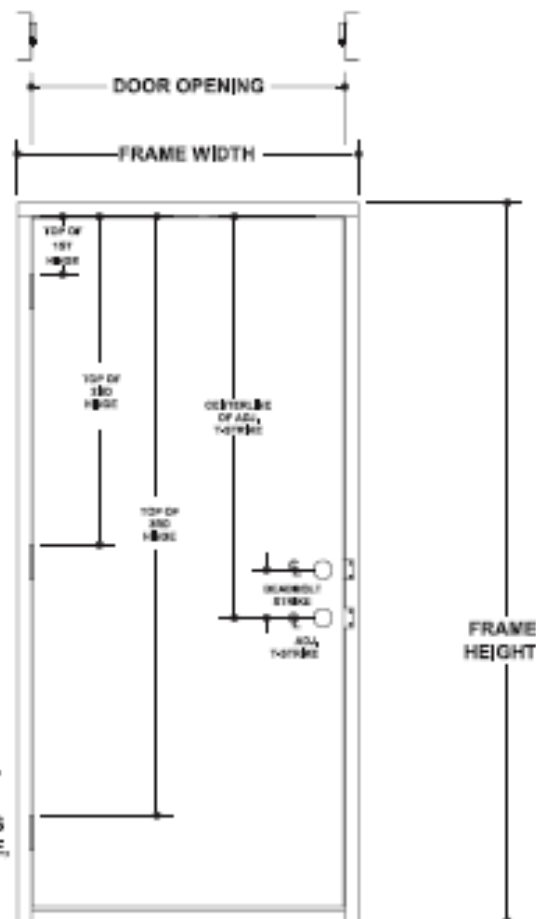 DOOR OPENING
FRAME WIDTH
TOP OF
1ST
HINGE
TOP OF
2ND
HINGE
CENTERLINE
OF ADJ.
T-STRIKE
TOP OF
3RD
HINGE
DEADBOLT
STRIKE
ADJ.
T-STRIKE
FRAME
HEIGHT